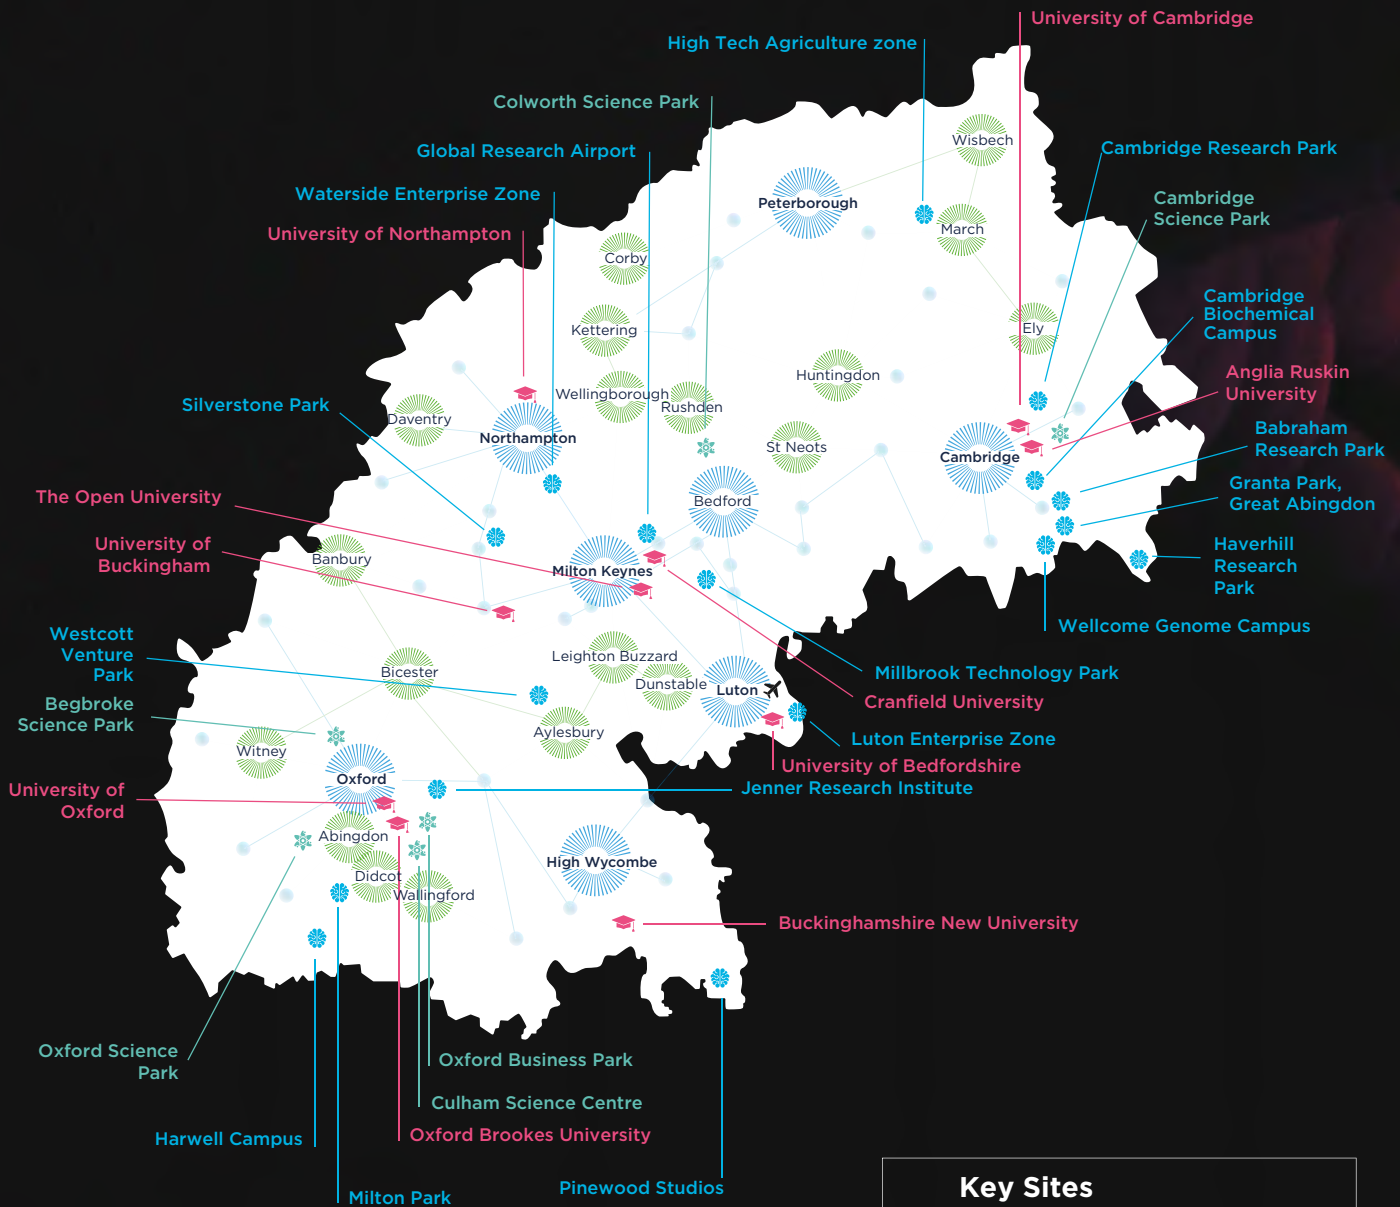 University of Cambridge
High Tech Agriculture zone
Colworth Science Park
Global Research Airport
Waterside Enterprise Zone
University of Northampton
Cambridge Research Park
Cambridge
Science Park
Cambridge
Biochemical
Campus
Anglia Ruskin
University
Babraham
Research Park
Granta Park,
Great Abingdon
Haverhill
Research
Park
Wellcome Genome Campus
Silverstone Park
The Open University
University of
Buckingham
Westcott
Venture
Park
Begbroke
Science Park
University of
Oxford
Wisbech
Peterborough
March
Corby
Kettering
Ely
Huntingdon
Wellingborough
Rushden
Daventry
Northampton
St Neots
Cambridge
Bedford
Banbury
Milton Keynes
Leighton Buzzard
Bicester
Dunstable
Luton
Aylesbury
Witney
Oxford
Abingdon
Didcot
Wallingford
High Wycombe
Millbrook Technology Park
Cranfield University
Luton Enterprise Zone
University of Bedfordshire
Jenner Research Institute
Buckinghamshire New University
Oxford Science
Park
Oxford Business Park
Culham Science Centre
Harwell Campus
Oxford Brookes University
Milton Park
Pinewood Studios
Key Sites